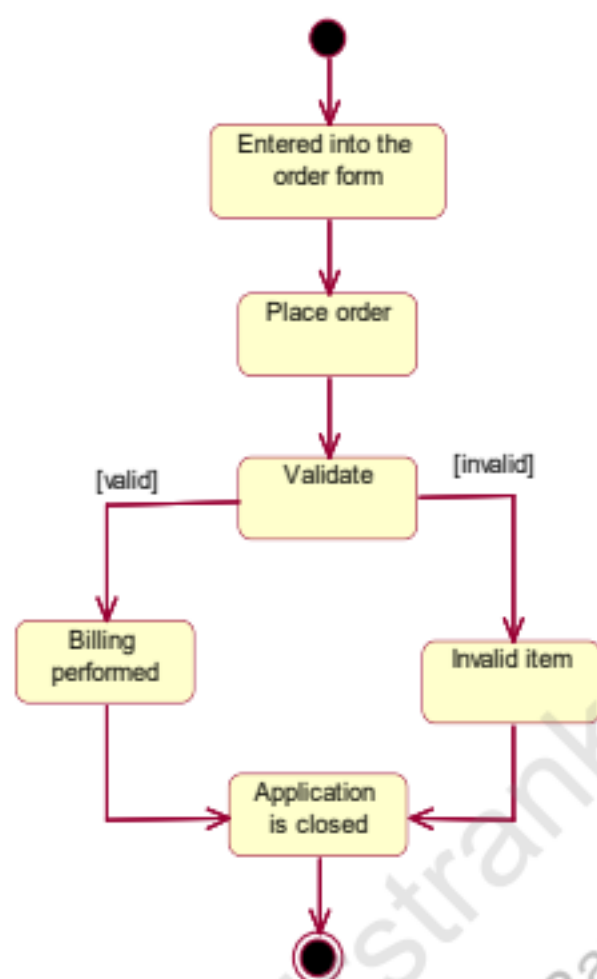 Entered into the
order form
Place order
Validate
[valid]
[invalid]
Billing
performed
Invalid item
Application
is closed